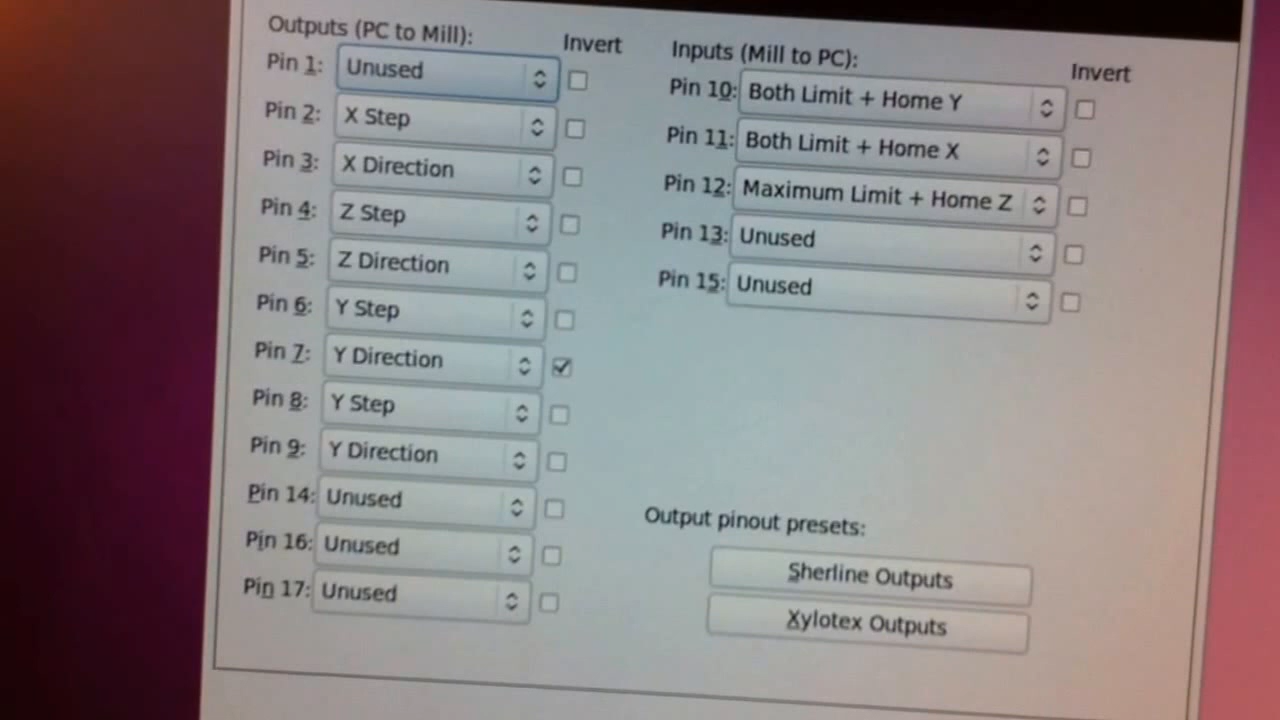 Outputs (PC to Mill):
Invert
Pin 1: Unused
Pin 2: X Step
Pin 3: X Direction
Pin 4: Z Step
Pin 5: Z Direction
Pin 6: Y Step
Pin 7: Y Direction
Pin 8: Y Step
Pin 9: Y Direction
Pin 14: Unused
Pin 16: Unused
Pin 17: Unused
Inputs (Mill to PC):
Invert
Pin 10: Both Limit + Home Y
Pin 11: Both Limit + Home X
Pin 12: Maximum Limit + Home Z
Pin 13: Unused
Pin 15: Unused
Output pinout presets:
Sherline Outputs
Xylotex Outputs